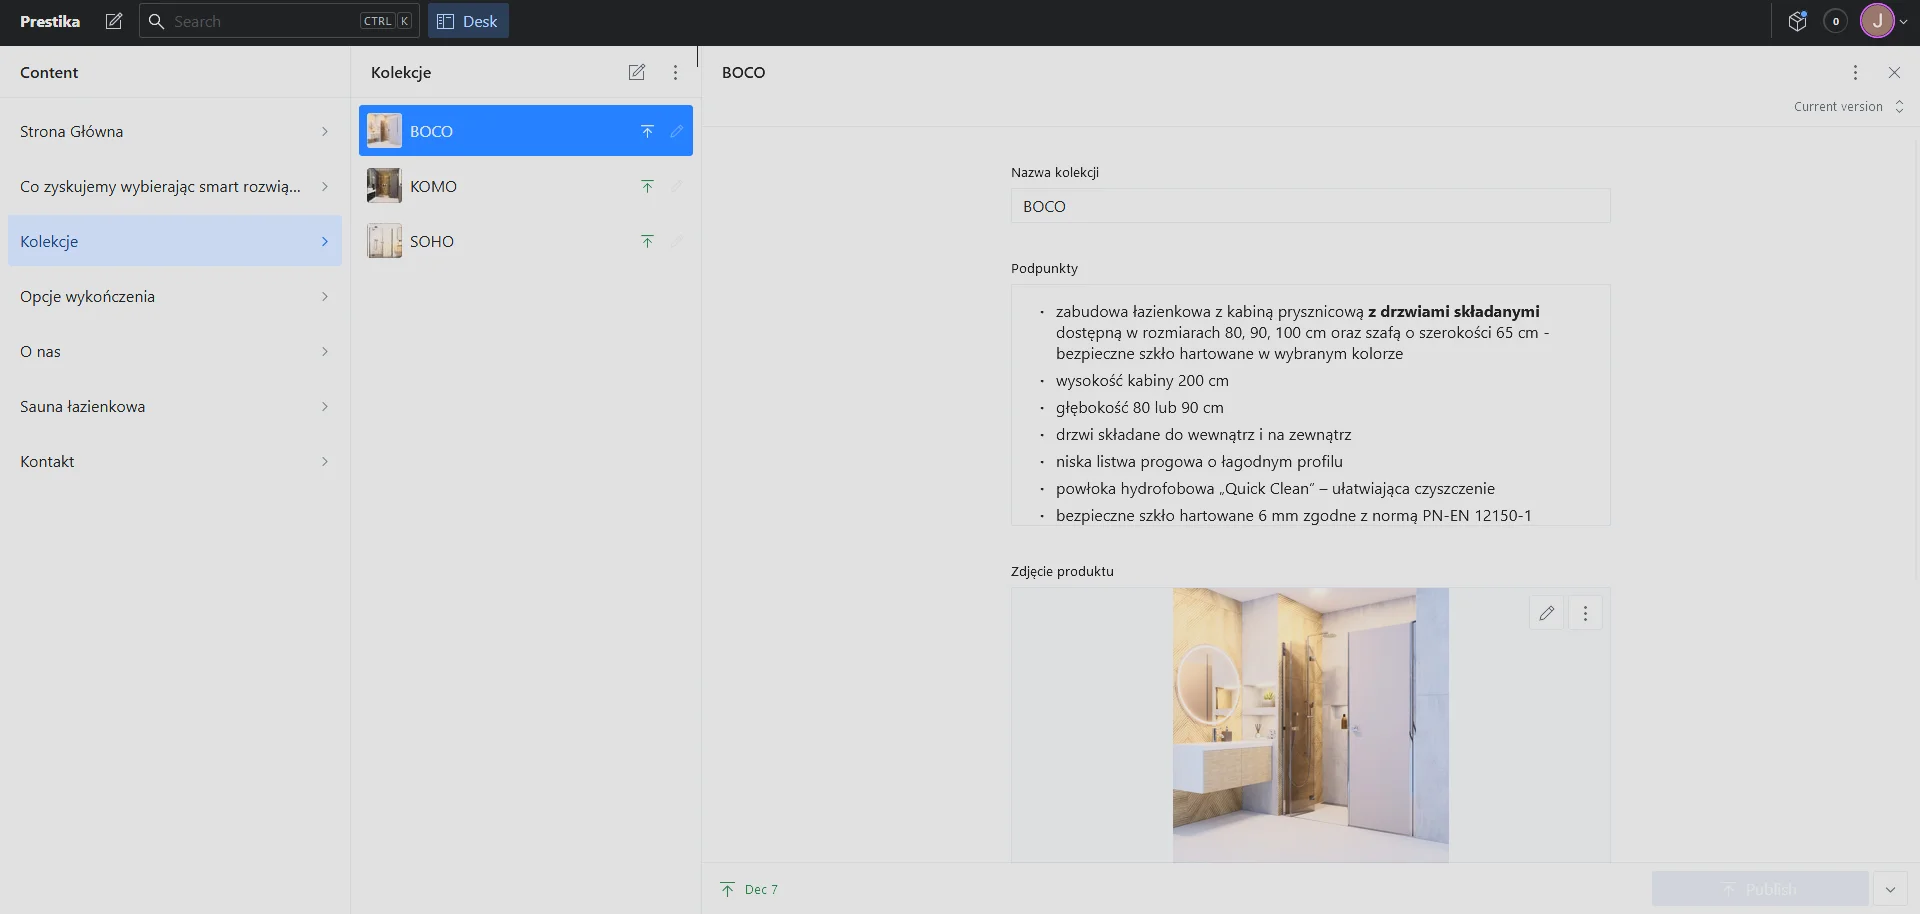 Prestika
Search
CTRL K
Desk
0
J
Content
Strona Główna
Co zyskujemy wybierając smart rozwią...
Kolekcje
Opcje wykończenia
O nas
Sauna łazienkowa
Kontakt
Kolekcje
BOCO
KOMO
SOHO
BOCO
Current version
Nazwa kolekcji
BOCO
Podpunkty
• zabudowa łazienkowa z kabiną prysznicową z drzwiami składanymi
dostępną w rozmiarach 80, 90, 100 cm oraz szafą o szerokości 65 cm -
bezpieczne szkło hartowane w wybranym kolorze
• wysokość kabiny 200 cm
• głębokość 80 lub 90 cm
• drzwi składane do wewnątrz i na zewnątrz
• niska listwa progowa o łagodnym profilu
• powłoka hydrofobowa „Quick Clean” – ułatwiająca czyszczenie
• bezpieczne szkło hartowane 6 mm zgodne z normą PN-EN 12150-1
Zdjęcie produktu
Dec 7
Publish